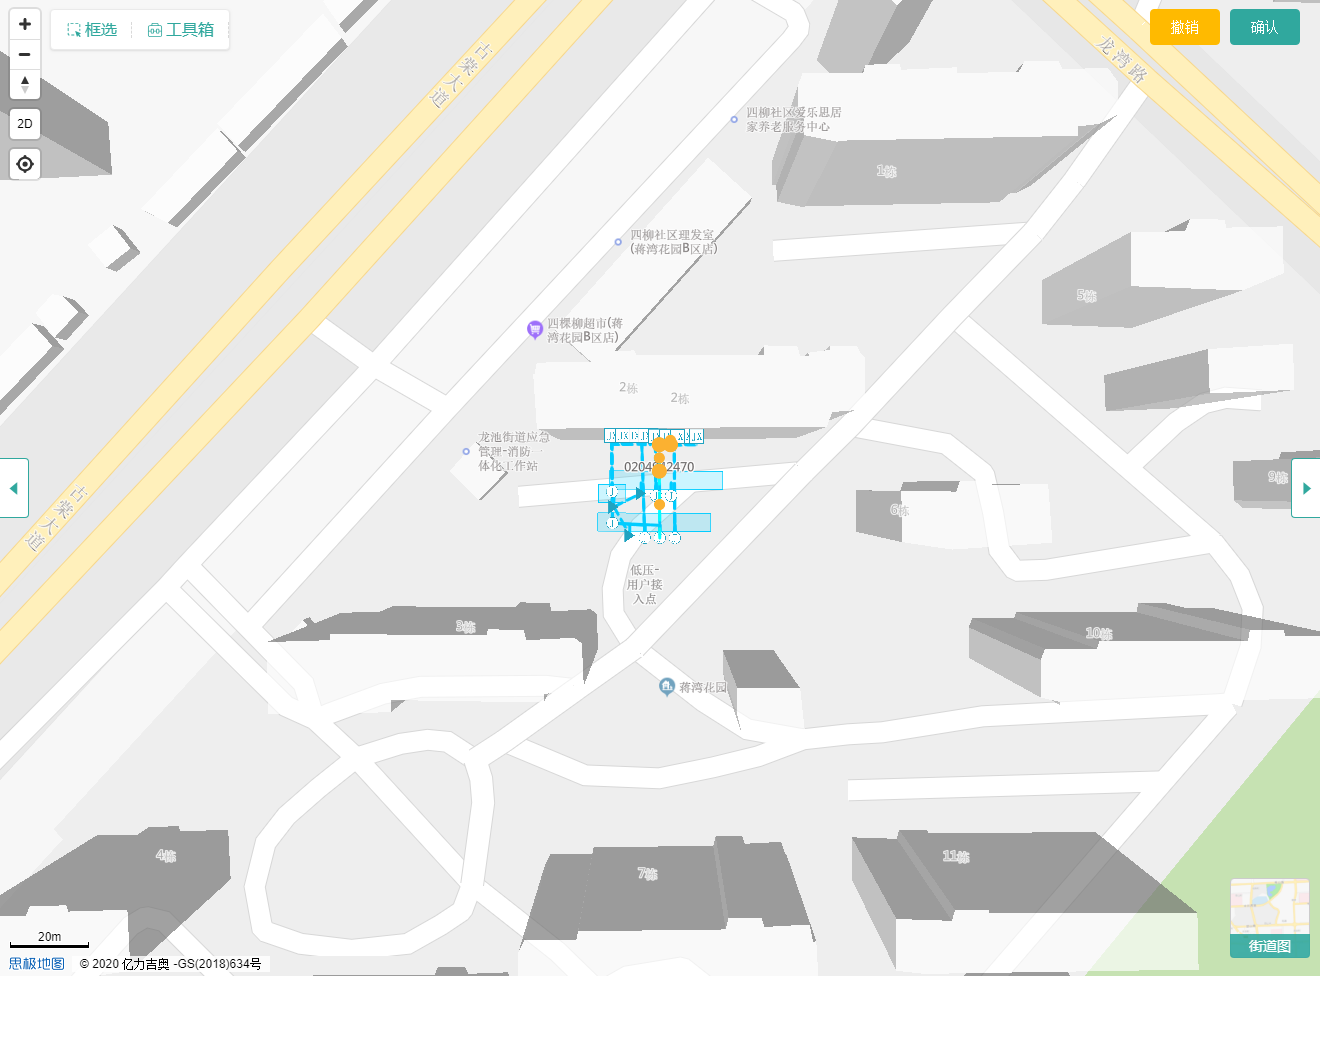 框选
工具箱
撤销
确认
2D
古棠大道
龙湾路
四柳社区爱乐思居
家养老服务中心
1栋
四柳社区理发室
(蒋湾花园B区店)
5栋
四棵柳超市(蒋
湾花园B区店)
2栋
2栋
龙池街道应急
管理-消防一
体化工作站
9栋
6栋
古棠大道
低压-
用户接
入点
3栋
10栋
蒋湾花园
4栋
7栋
11栋
20m
街道图
思极地图
© 2020 亿力吉奥 -GS(2018)634号